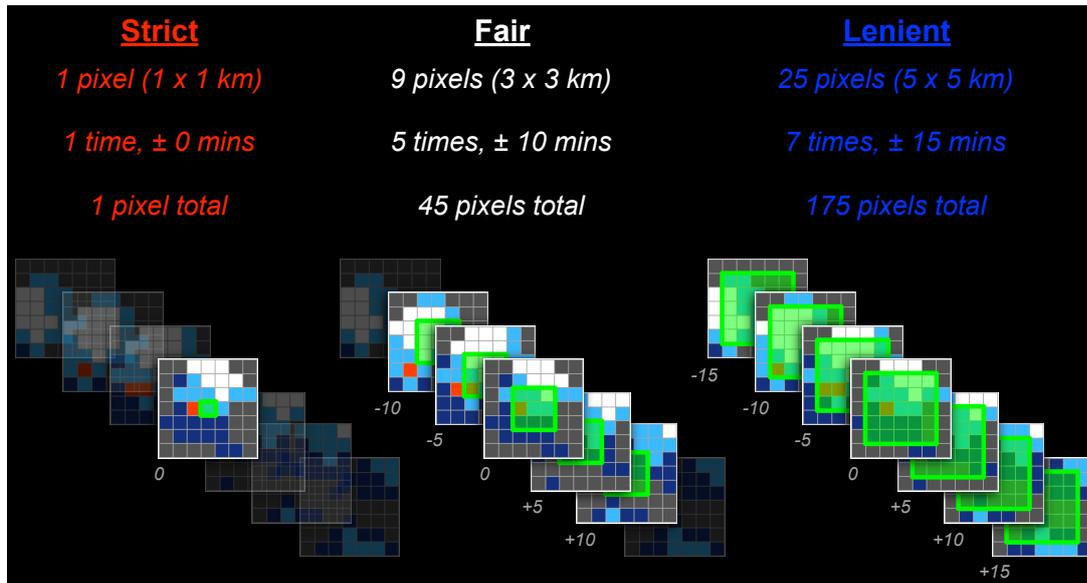 Strict
Fair
Lenient
1 pixel (1 x 1 km)
9 pixels (3 x 3 km)
25 pixels (5 x 5 km)
1 time, ± 0 mins
5 times, ± 10 mins
7 times, ± 15 mins
1 pixel total
45 pixels total
175 pixels total
0
-10
-5
0
+5
+10
-15
-10
-5
0
+5
+10
+15